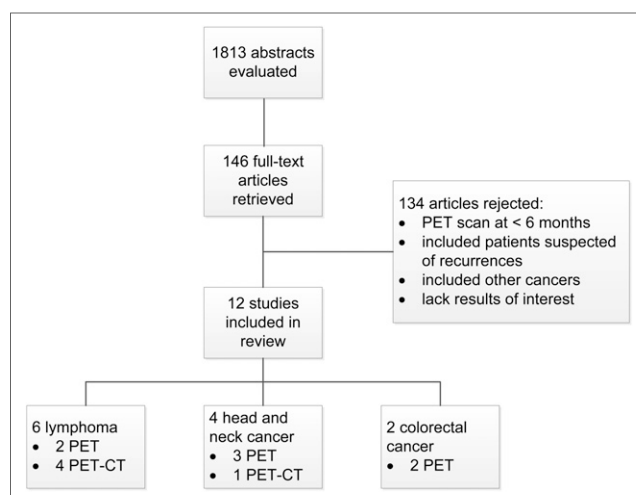 1813 abstracts
evaluated
146 full-text
articles
retrieved
134 articles rejected:
• PET scan at < 6 months
• included patients suspected
of recurrences
• included other cancers
• lack results of interest
12 studies
included in
review
6 lymphoma
• 2 PET
• 4 PET-CT
4 head and
neck cancer
• 3 PET
• 1 PET-CT
2 colorectal
cancer
• 2 PET